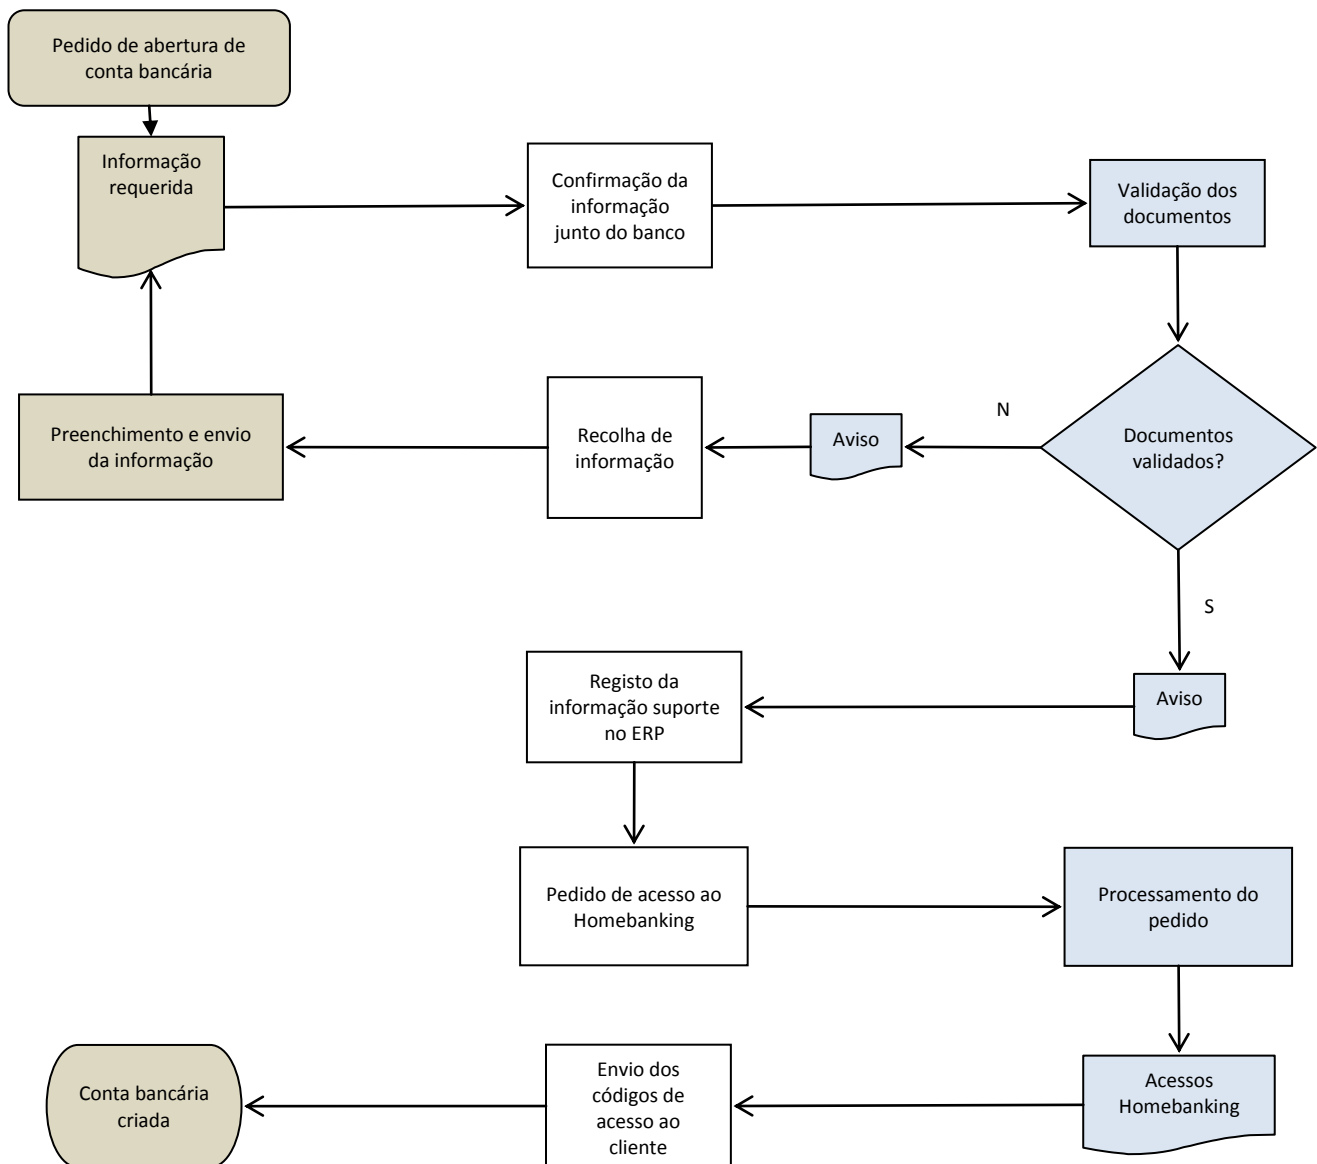 Pedido de abertura de
conta bancária
Informação
requerida
Confirmação da
informação
junto do banco
Validação dos
documentos
Preenchimento e envio
da informação
Recolha de
informação
Aviso
N
Documentos
validados?
S
Registo da
informação suporte
no ERP
Aviso
Pedido de acesso ao
Homebanking
Processamento do
pedido
Conta bancária
criada
Envio dos
códigos de
acesso ao
cliente
Acessos
Homebanking